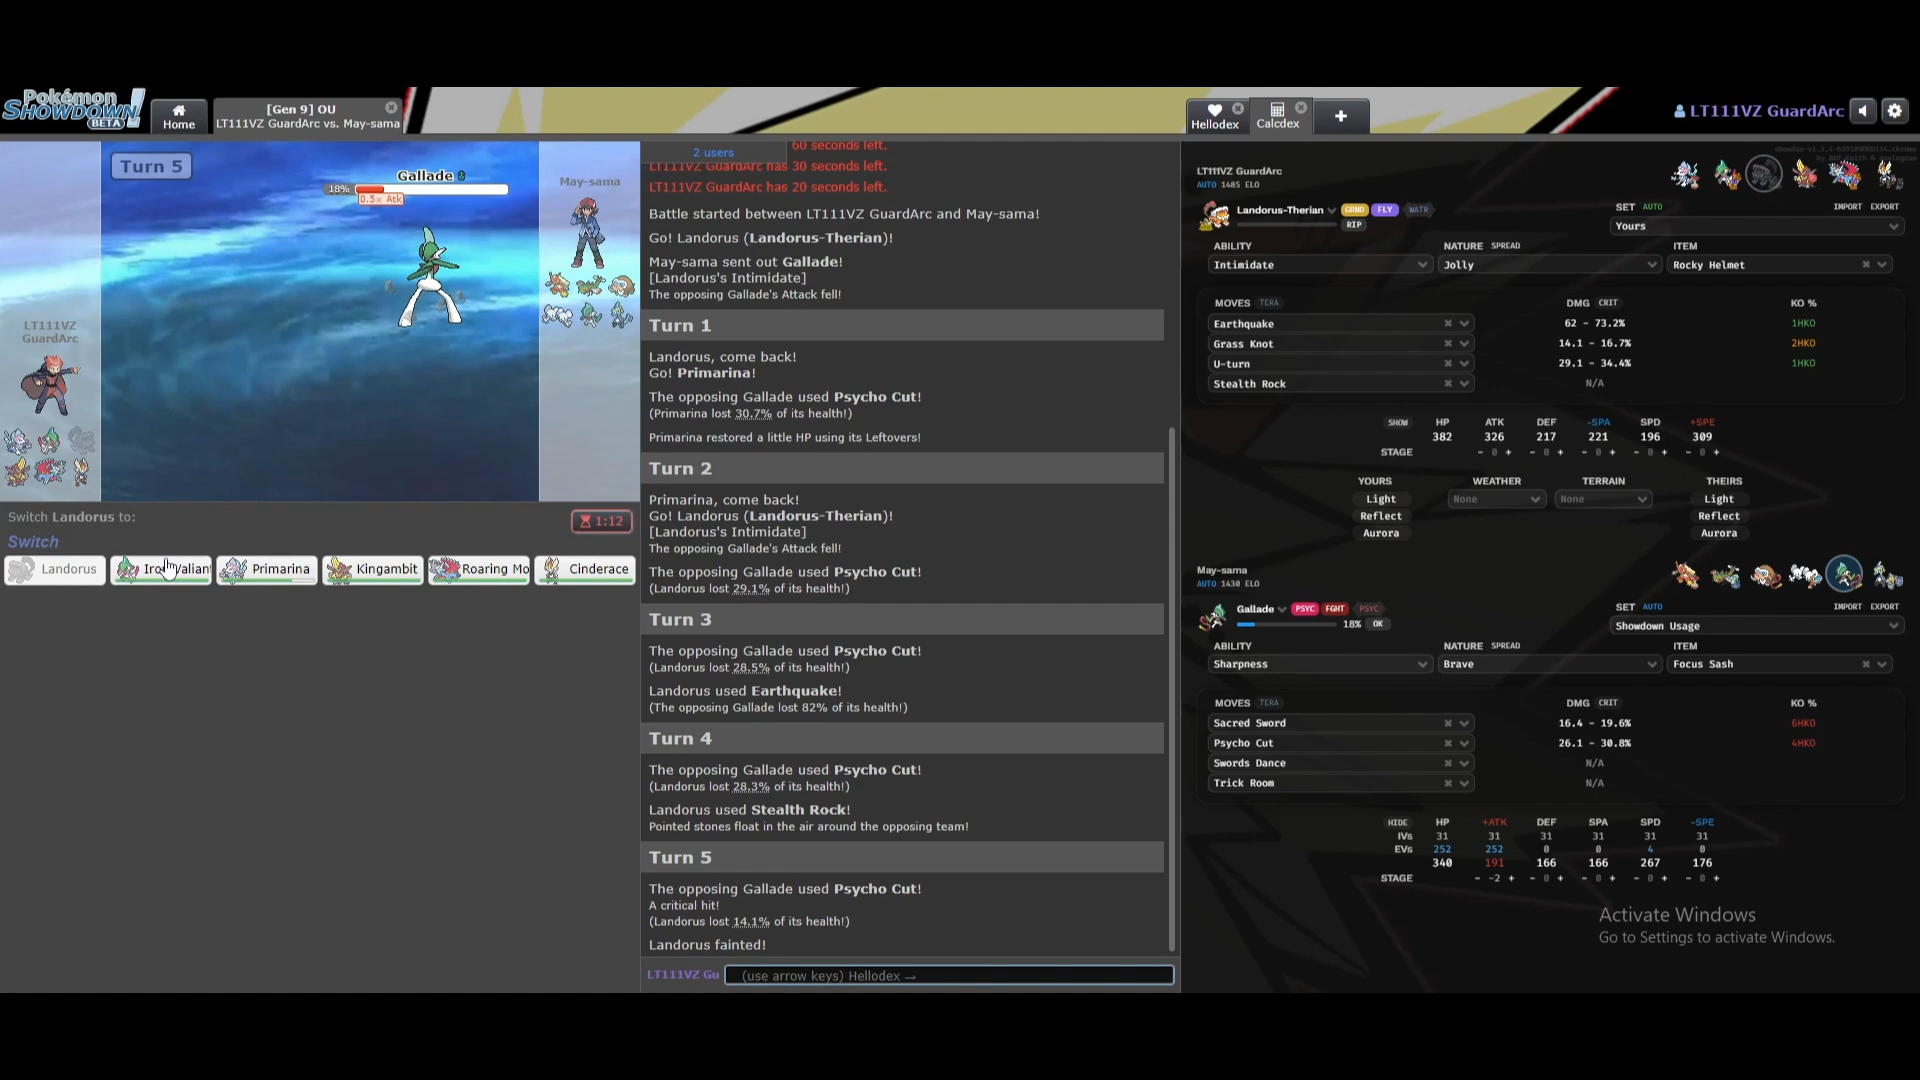 Pokémon
SHOWDOWN!
BETA
Home
[Gen 9] OU
LT111VZ GuardArc vs. May-sama
Hellodex
Calcdex
LT111VZ GuardArc
Turn 5
Gallade
18%
0.5× Atk
May-sama
LT111VZ
GuardArc
Switch Landorus to:
1:12
Switch
Landorus
Iron Valiant
Primarina
Kingambit
Roaring Mo
Cinderace
2 users
60 seconds left.
LT111VZ GuardArc has 30 seconds left.
LT111VZ GuardArc has 20 seconds left.
Battle started between LT111VZ GuardArc and May-sama!
Go! Landorus (Landorus-Therian)!
May-sama sent out Gallade!
[Landorus's Intimidate]
The opposing Gallade's Attack fell!
Turn 1
Landorus, come back!
Go! Primarina!
The opposing Gallade used Psycho Cut!
(Primarina lost 30.7% of its health!)
Primarina restored a little HP using its Leftovers!
Turn 2
Primarina, come back!
Go! Landorus (Landorus-Therian)!
[Landorus's Intimidate]
The opposing Gallade's Attack fell!
The opposing Gallade used Psycho Cut!
(Landorus lost 29.1% of its health!)
Turn 3
The opposing Gallade used Psycho Cut!
(Landorus lost 28.5% of its health!)
Landorus used Earthquake!
(The opposing Gallade lost 82% of its health!)
Turn 4
The opposing Gallade used Psycho Cut!
(Landorus lost 28.3% of its health!)
Landorus used Stealth Rock!
Pointed stones float in the air around the opposing team!
Turn 5
The opposing Gallade used Psycho Cut!
A critical hit!
(Landorus lost 14.1% of its health!)
Landorus fainted!
LT111VZ Gu
(use arrow keys) Hellodex →
LT111VZ GuardArc
AUTO 1485 ELO
Landorus-Therian GRND FLY WATR
RIP
SET AUTO IMPORT EXPORT
Yours
ABILITY NATURE SPREAD ITEM
Intimidate Jolly Rocky Helmet
MOVES TERA DMG CRIT KO %
Earthquake 62 - 73.2% 1HKO
Grass Knot 14.1 - 16.7% 2HKO
U-turn 29.1 - 34.4% 1HKO
Stealth Rock N/A
SHOW HP ATK DEF -SPA SPD +SPE
382 326 217 221 196 309
STAGE - 0 + - 0 + - 0 + - 0 + - 0 +
YOURS WEATHER TERRAIN THEIRS
Light None None Light
Reflect Reflect
Aurora Aurora
May-sama
AUTO 1430 ELO
Gallade PSYC FGHT PSYC
18% OK
SET AUTO IMPORT EXPORT
Showdown Usage
ABILITY NATURE SPREAD ITEM
Sharpness Brave Focus Sash
MOVES TERA DMG CRIT KO %
Sacred Sword 16.4 - 19.6% 6HKO
Psycho Cut 26.1 - 30.8% 4HKO
Swords Dance N/A
Trick Room N/A
HIDE HP +ATK DEF SPA SPD -SPE
IVs 31 31 31 31 31 31
EVs 252 252 0 0 4 0
340 191 166 166 267 176
STAGE - -2 + - 0 + - 0 + - 0 + - 0 +
Activate Windows
Go to Settings to activate Windows.